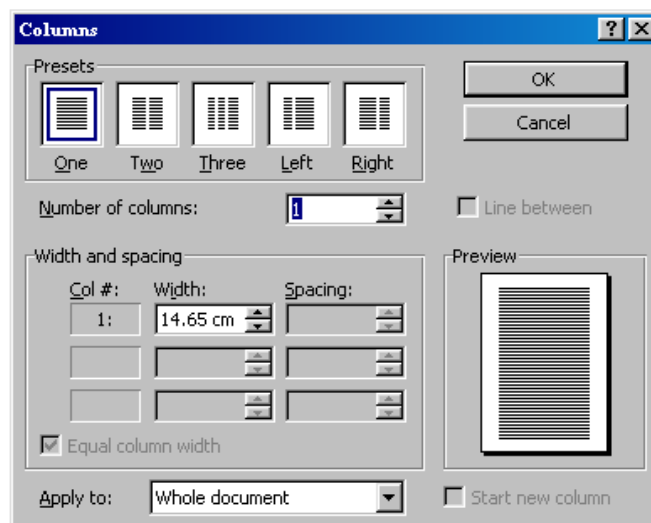 Columns
Presets
OK
Cancel
One Two Three Left Right
Number of columns: 1
Line between
Width and spacing
Preview
Col #: Width: Spacing:
1: 14.65 cm
Equal column width
Apply to: Whole document
Start new column